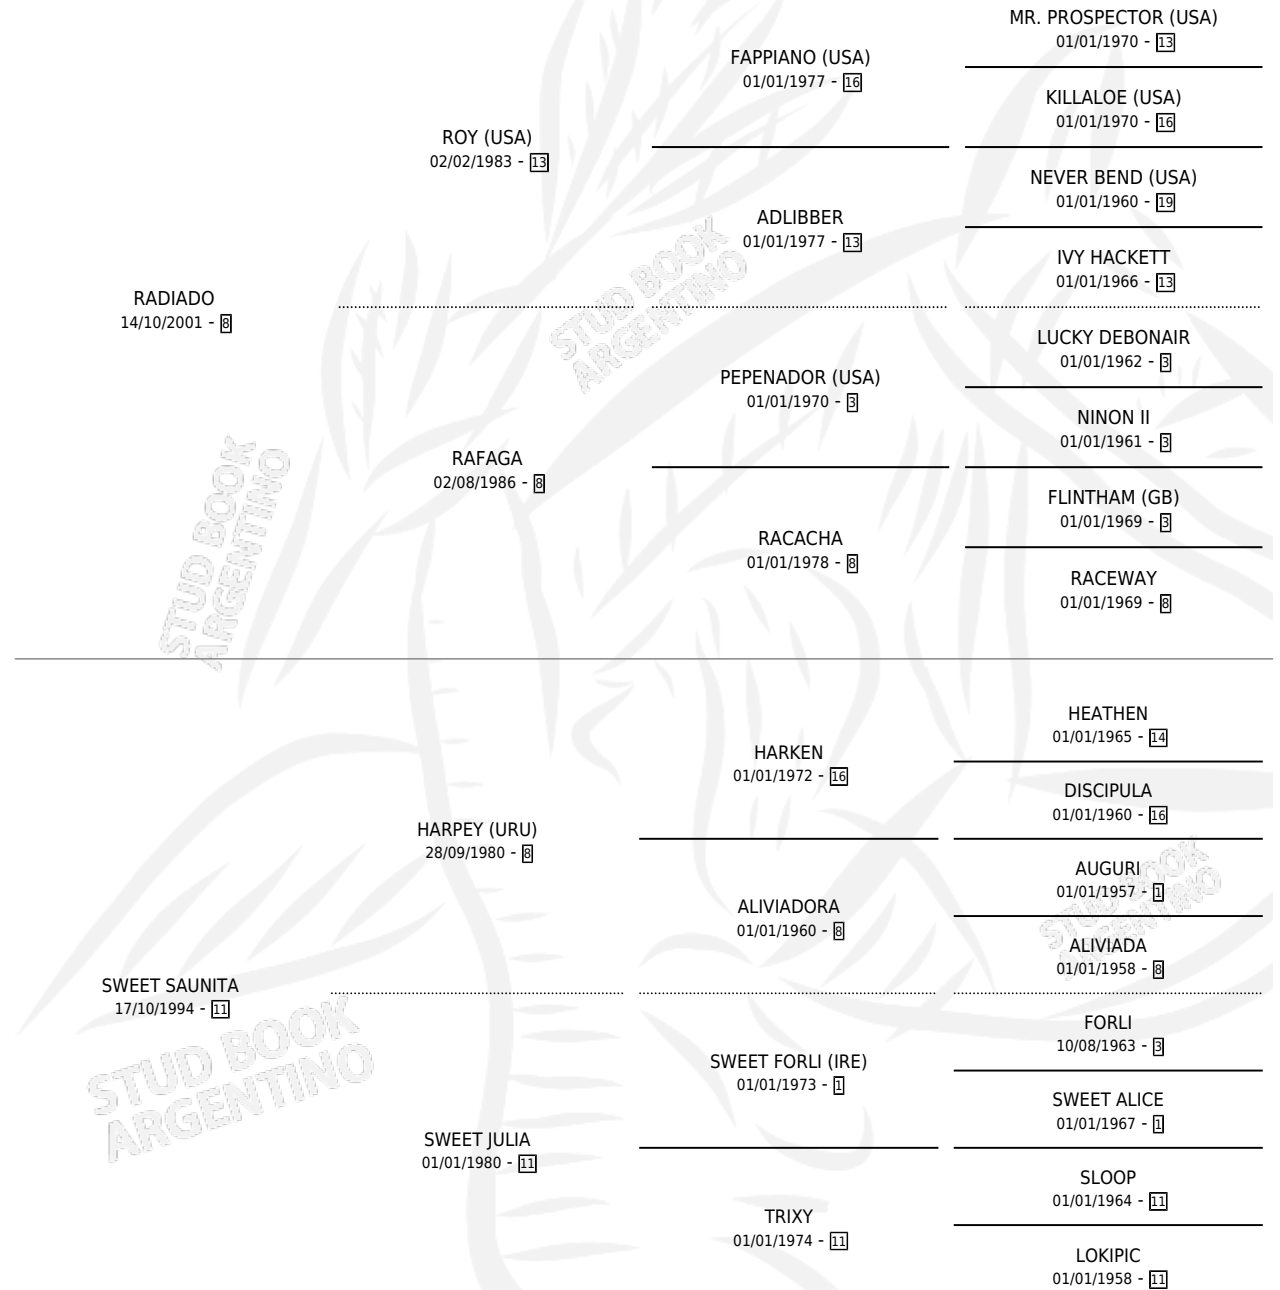 MR. PROSPECTOR (USA)
01/01/1970 - 13
FAPPIANO (USA)
01/01/1977 - 16
KILLALOE (USA)
01/01/1970 - 16
ROY (USA)
02/02/1983 - 13
NEVER BEND (USA)
01/01/1960 - 19
ADLIBBER
01/01/1977 - 13
IVY HACKETT
01/01/1966 - 13
RADIADO
14/10/2001 - 8
STUD BOOK
ARGENTINO
LUCKY DEBONAIR
01/01/1962 - 3
PEPENADOR (USA)
01/01/1970 - 3
NINON II
01/01/1961 - 3
RAFAGA
02/08/1986 - 8
FLINTHAM (GB)
01/01/1969 - 3
RACACHA
01/01/1978 - 8
RACEWAY
01/01/1969 - 8
STUD BOOK
ARGENTINO
HEATHEN
01/01/1965 - 14
HARKEN
01/01/1972 - 16
DISCIPULA
01/01/1960 - 16
HARPEY (URU)
28/09/1980 - 8
AUGURI
01/01/1957 - 1
ALIVIADORA
01/01/1960 - 8
ALIVIADA
01/01/1958 - 8
STUD BOOK
ARGENTINO
SWEET SAUNITA
17/10/1994 - 11
STUD BOOK
ARGENTINO
FORLI
10/08/1963 - 3
SWEET FORLI (IRE)
01/01/1973 - 1
SWEET ALICE
01/01/1967 - 1
SWEET JULIA
01/01/1980 - 11
SLOOP
01/01/1964 - 11
TRIXY
01/01/1974 - 11
LOKIPIC
01/01/1958 - 11